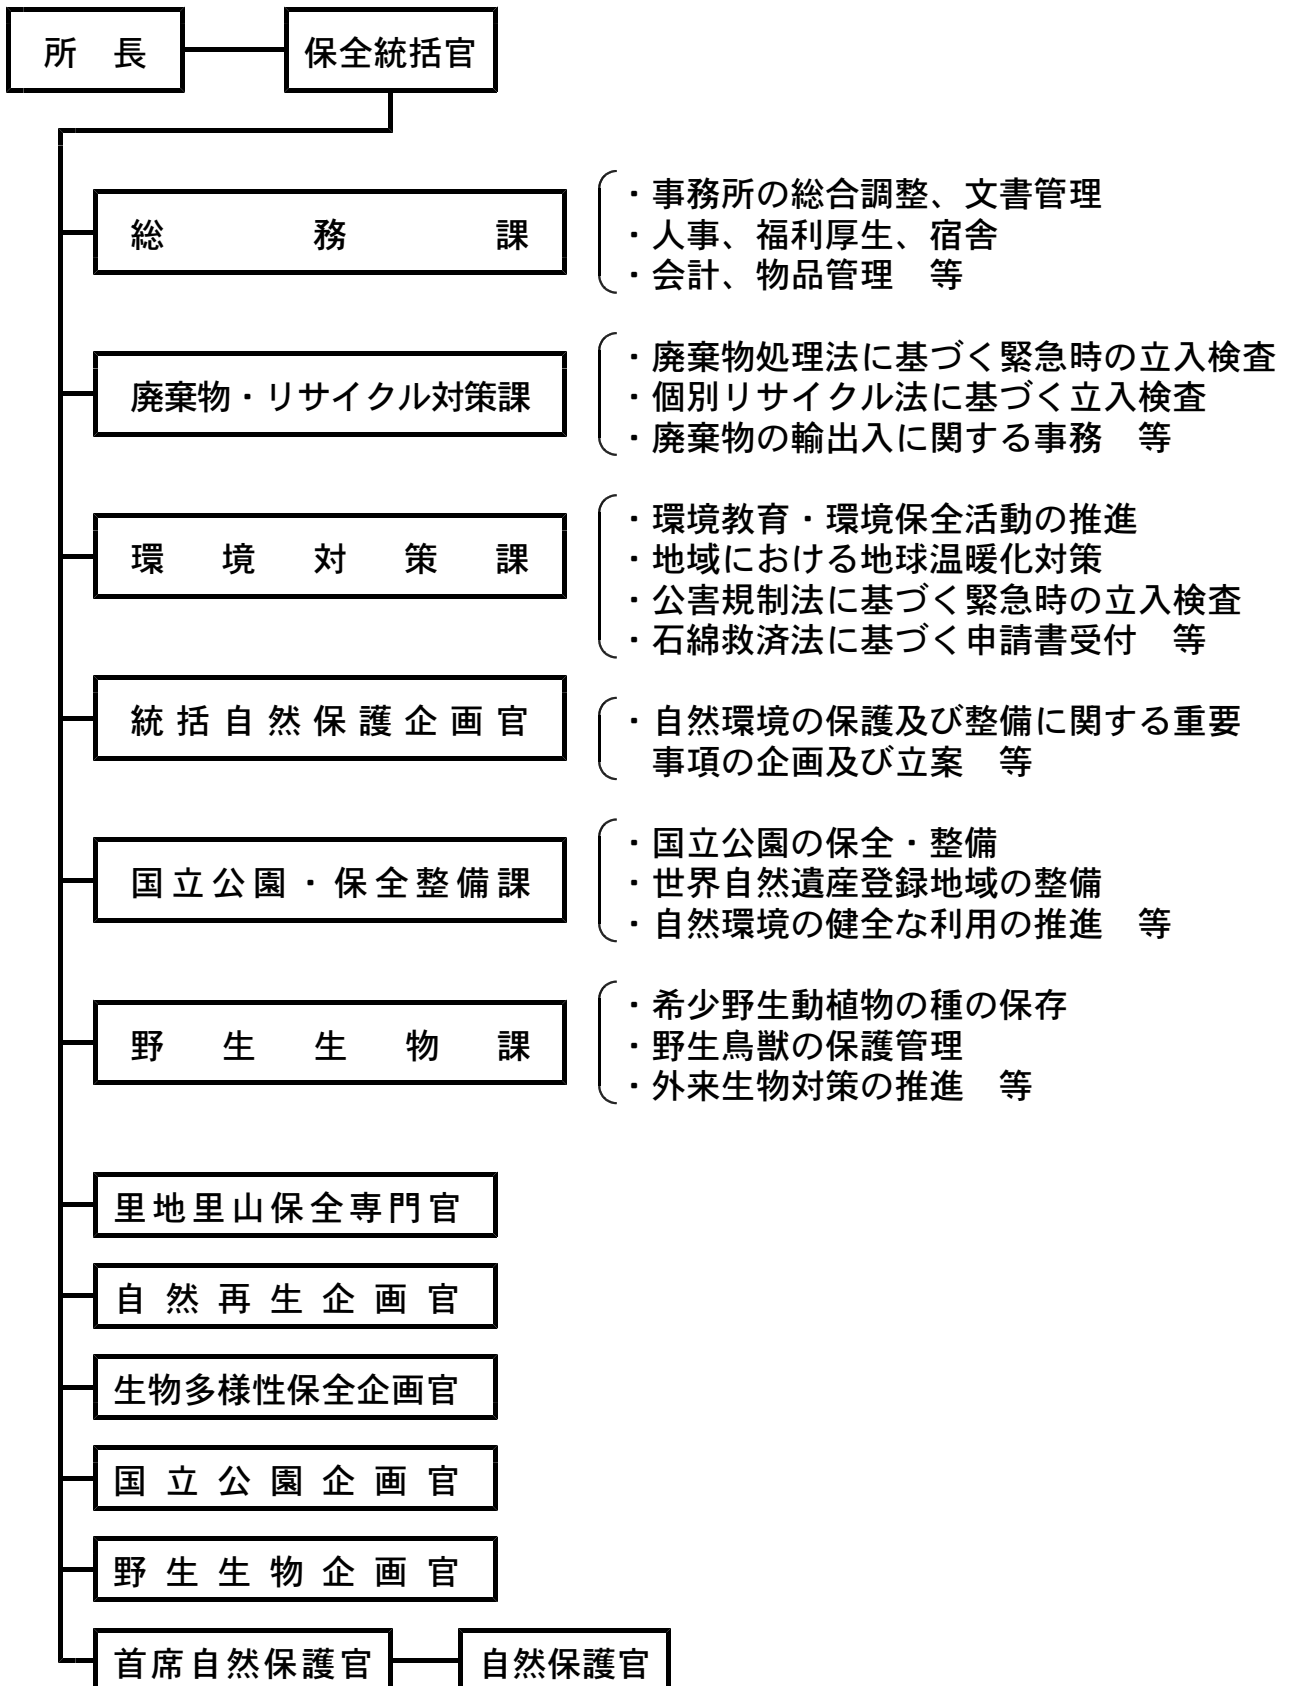 所　長
保全統括官
総務課
・事務所の総合調整、文書管理
・人事、福利厚生、宿舎
・会計、物品管理　等
廃棄物・リサイクル対策課
・廃棄物処理法に基づく緊急時の立入検査
・個別リサイクル法に基づく立入検査
・廃棄物の輸出入に関する事務　等
環境対策課
・環境教育・環境保全活動の推進
・地域における地球温暖化対策
・公害規制法に基づく緊急時の立入検査
・石綿救済法に基づく申請書受付　等
統括自然保護企画官
・自然環境の保護及び整備に関する重要
事項の企画及び立案　等
国立公園・保全整備課
・国立公園の保全・整備
・世界自然遺産登録地域の整備
・自然環境の健全な利用の推進　等
野生生物課
・希少野生動植物の種の保存
・野生鳥獣の保護管理
・外来生物対策の推進　等
里地里山保全専門官
自然再生企画官
生物多様性保全企画官
国立公園企画官
野生生物企画官
首席自然保護官
自然保護官